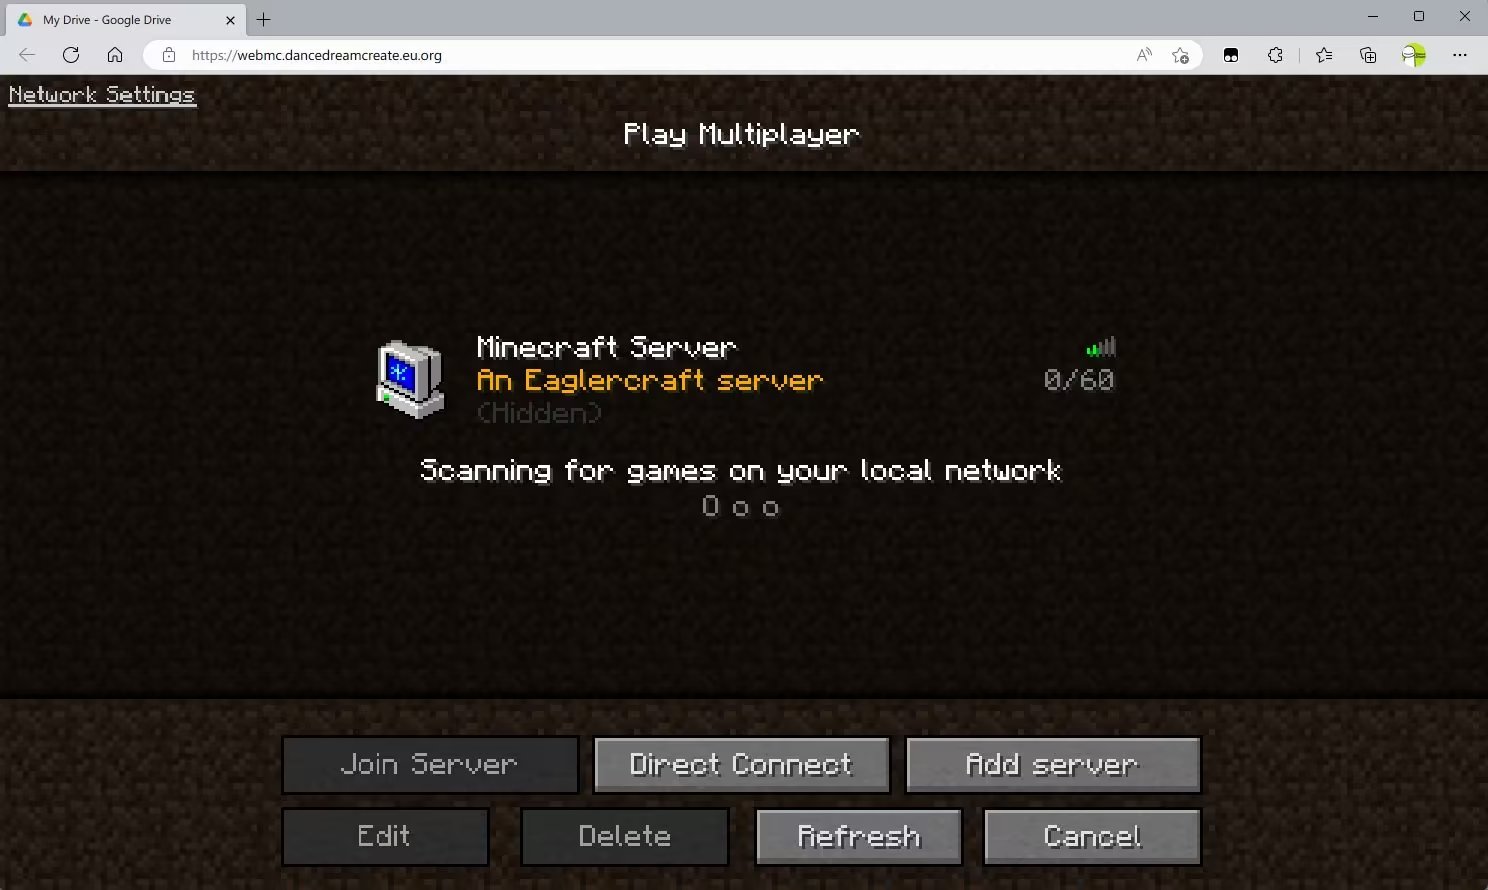 My Drive - Google Drive
https://webmc.dancedreamcreate.eu.org
Network Settings
Play Multiplayer
Minecraft Server
An Eaglercraft server
0/60
(Hidden)
Scanning for games on your local network
O o o
Join Server
Direct Connect
Add server
Edit
Delete
Refresh
Cancel